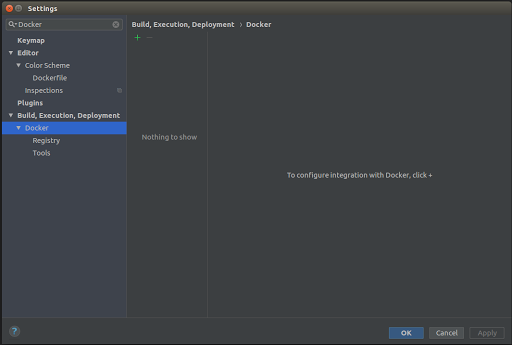 Settings
Docker
Build, Execution, Deployment › Docker
Keymap
Editor
Color Scheme
Dockerfile
Inspections
Plugins
Build, Execution, Deployment
Docker
Registry
Tools
+ −
Nothing to show
To configure integration with Docker, click +
?
OK
Cancel
Apply